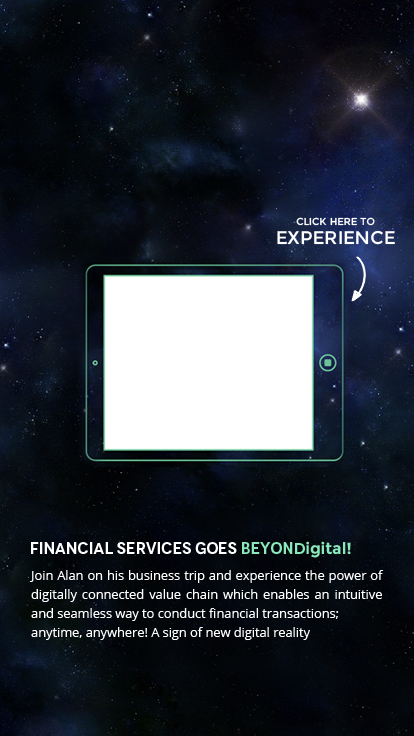 CLICK HERE TO
EXPERIENCE
FINANCIAL SERVICES GOES BEYONDigital!
Join Alan on his business trip and experience the power of
digitally connected value chain which enables an intuitive
and seamless way to conduct financial transactions;
anytime, anywhere! A sign of new digital reality